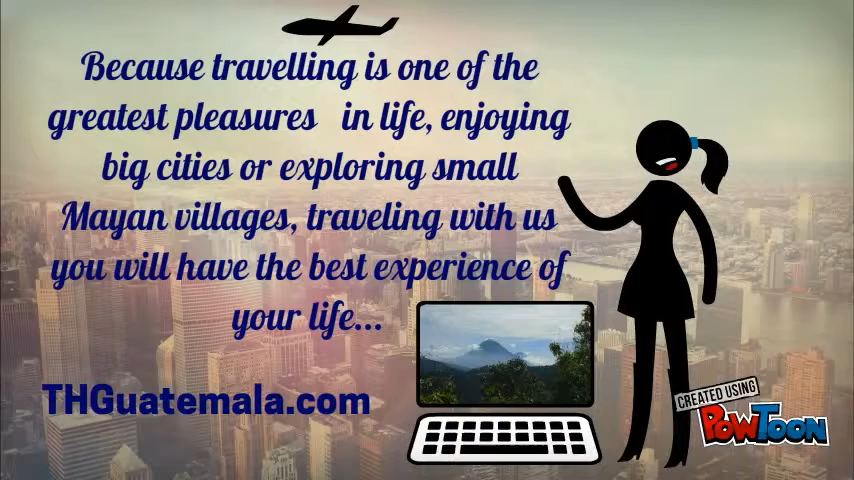 Because travelling is one of the
greatest pleasures in life, enjoying
big cities or exploring small
Mayan villages, traveling with us
you will have the best experience of
your life...
THGuatemala.com
CREATED USING
POWTOON